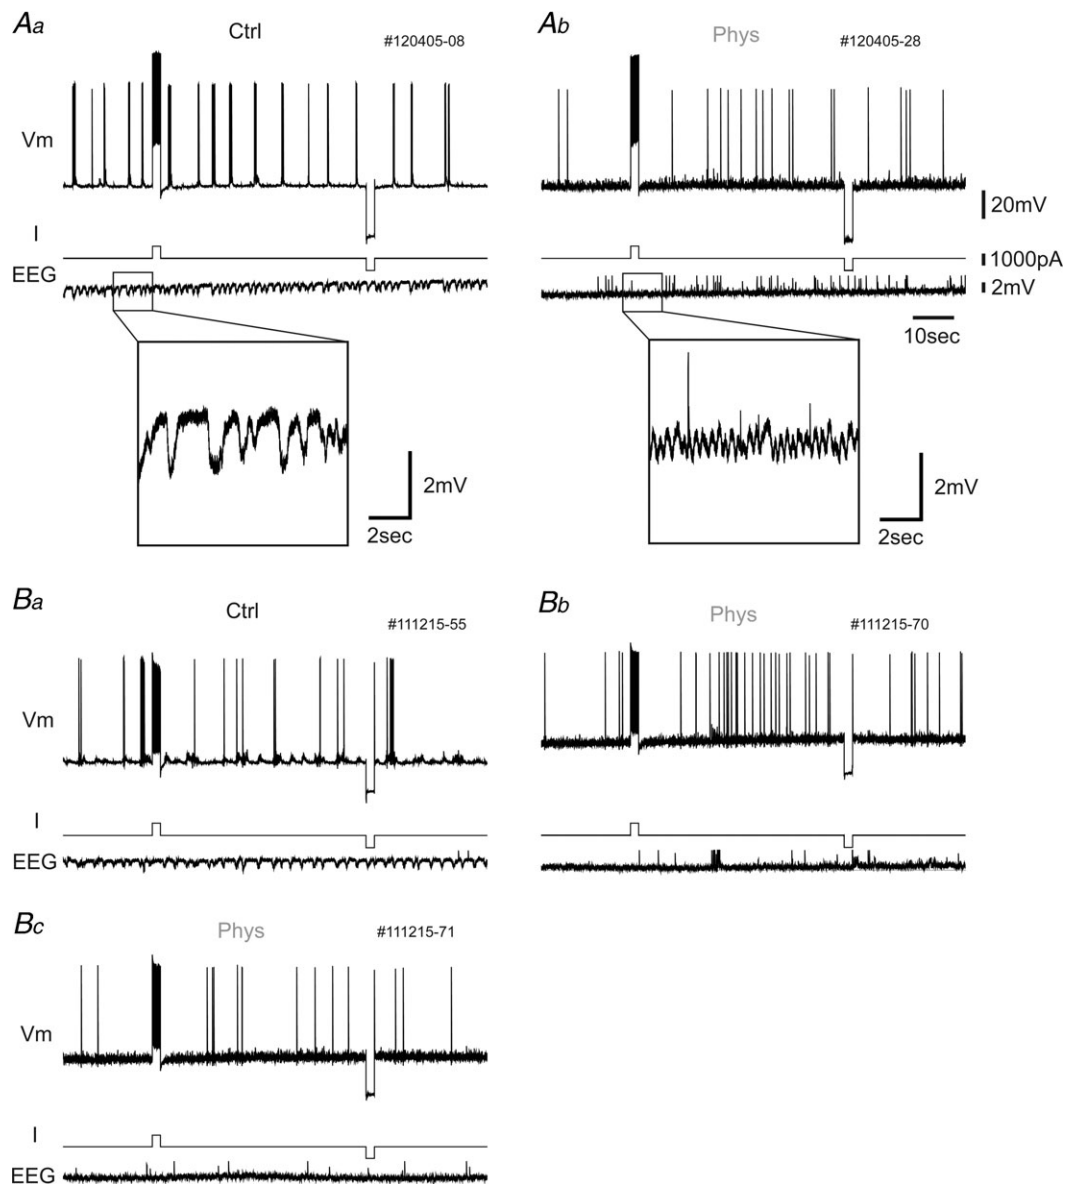 Aa
Ctrl
#120405-08
Vm
I
EEG
2mV
2sec
Ab
Phys
#120405-28
20mV
1000pA
2mV
10sec
2mV
2sec
Ba
Ctrl
#111215-55
Vm
I
EEG
Bb
Phys
#111215-70
Bc
Phys
#111215-71
Vm
I
EEG